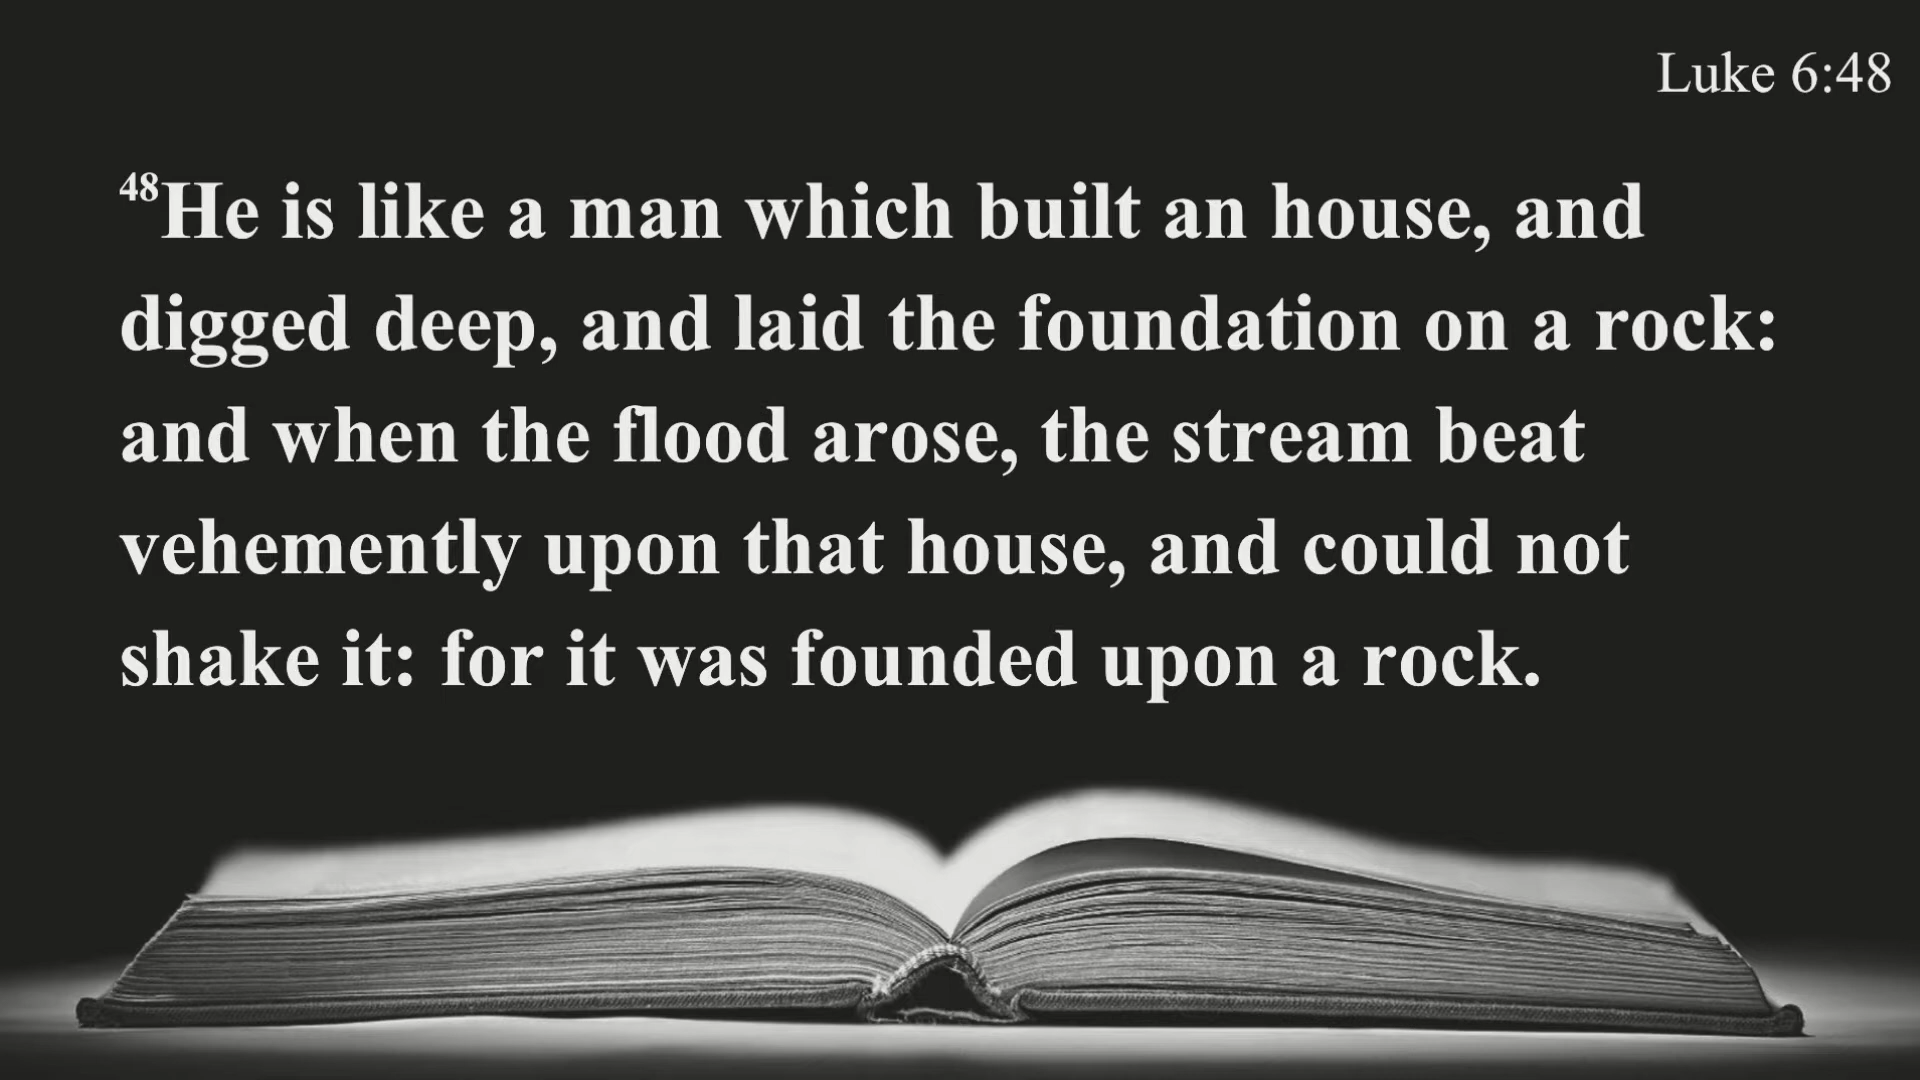 Luke 6:48
48He is like a man which built an house, and
digged deep, and laid the foundation on a rock:
and when the flood arose, the stream beat
vehemently upon that house, and could not
shake it: for it was founded upon a rock.